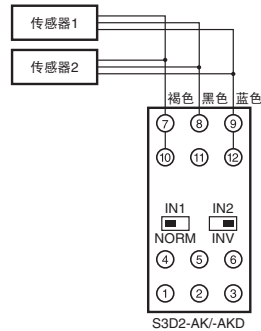 传感器1
传感器2
褐色 黑色 蓝色
⑦ ⑧ ⑨
⑩ ⑪ ⑫
IN1 IN2
NORM INV
④ ⑤ ⑥
① ② ③
S3D2-AK/-AKD